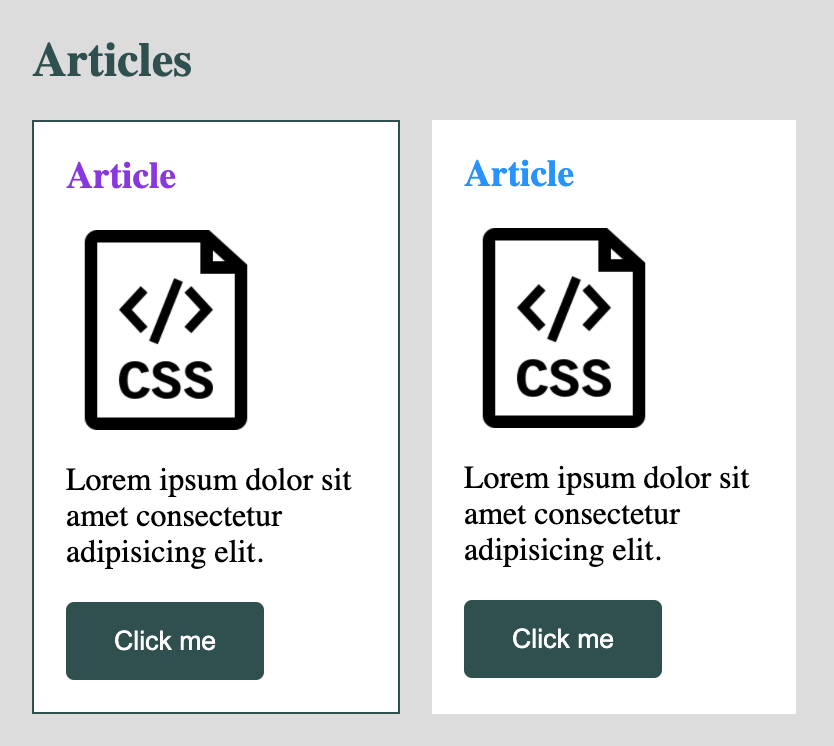 Articles
Article
</>
CSS
Lorem ipsum dolor sit
amet consectetur
adipisicing elit.
Click me
Article
</>
CSS
Lorem ipsum dolor sit
amet consectetur
adipisicing elit.
Click me